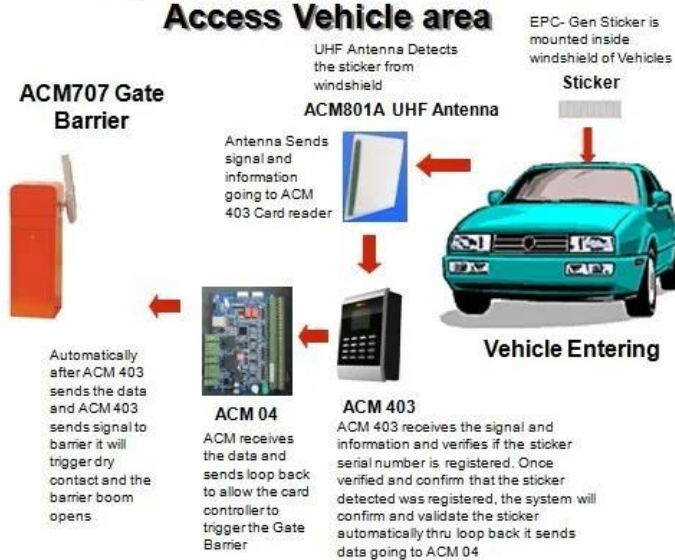 Access Vehicle area
EPC- Gen Sticker is
mounted inside
windshield of Vehicles
Sticker
UHF Antenna Detects
the sticker from
windshield
ACM801A UHF Antenna
Antenna Sends
signal and
information
going to ACM
403 Card reader
ACM707 Gate
Barrier
Vehicle Entering
ACM 403
ACM 403 receives the signal and
information and verifies if the sticker
serial number is registered. Once
verified and confirm that the sticker
detected was registered, the system will
confirm and validate the sticker
automatically thru loop back it sends
data going to ACM 04
ACM 04
ACM receives
the data and
sends loop back
to allow the card
controller to
trigger the Gate
Barrier
Automatically
after ACM 403
sends the data
and ACM 403
sends signal to
barrier it will
trigger dry
contact and the
barrier boom
opens